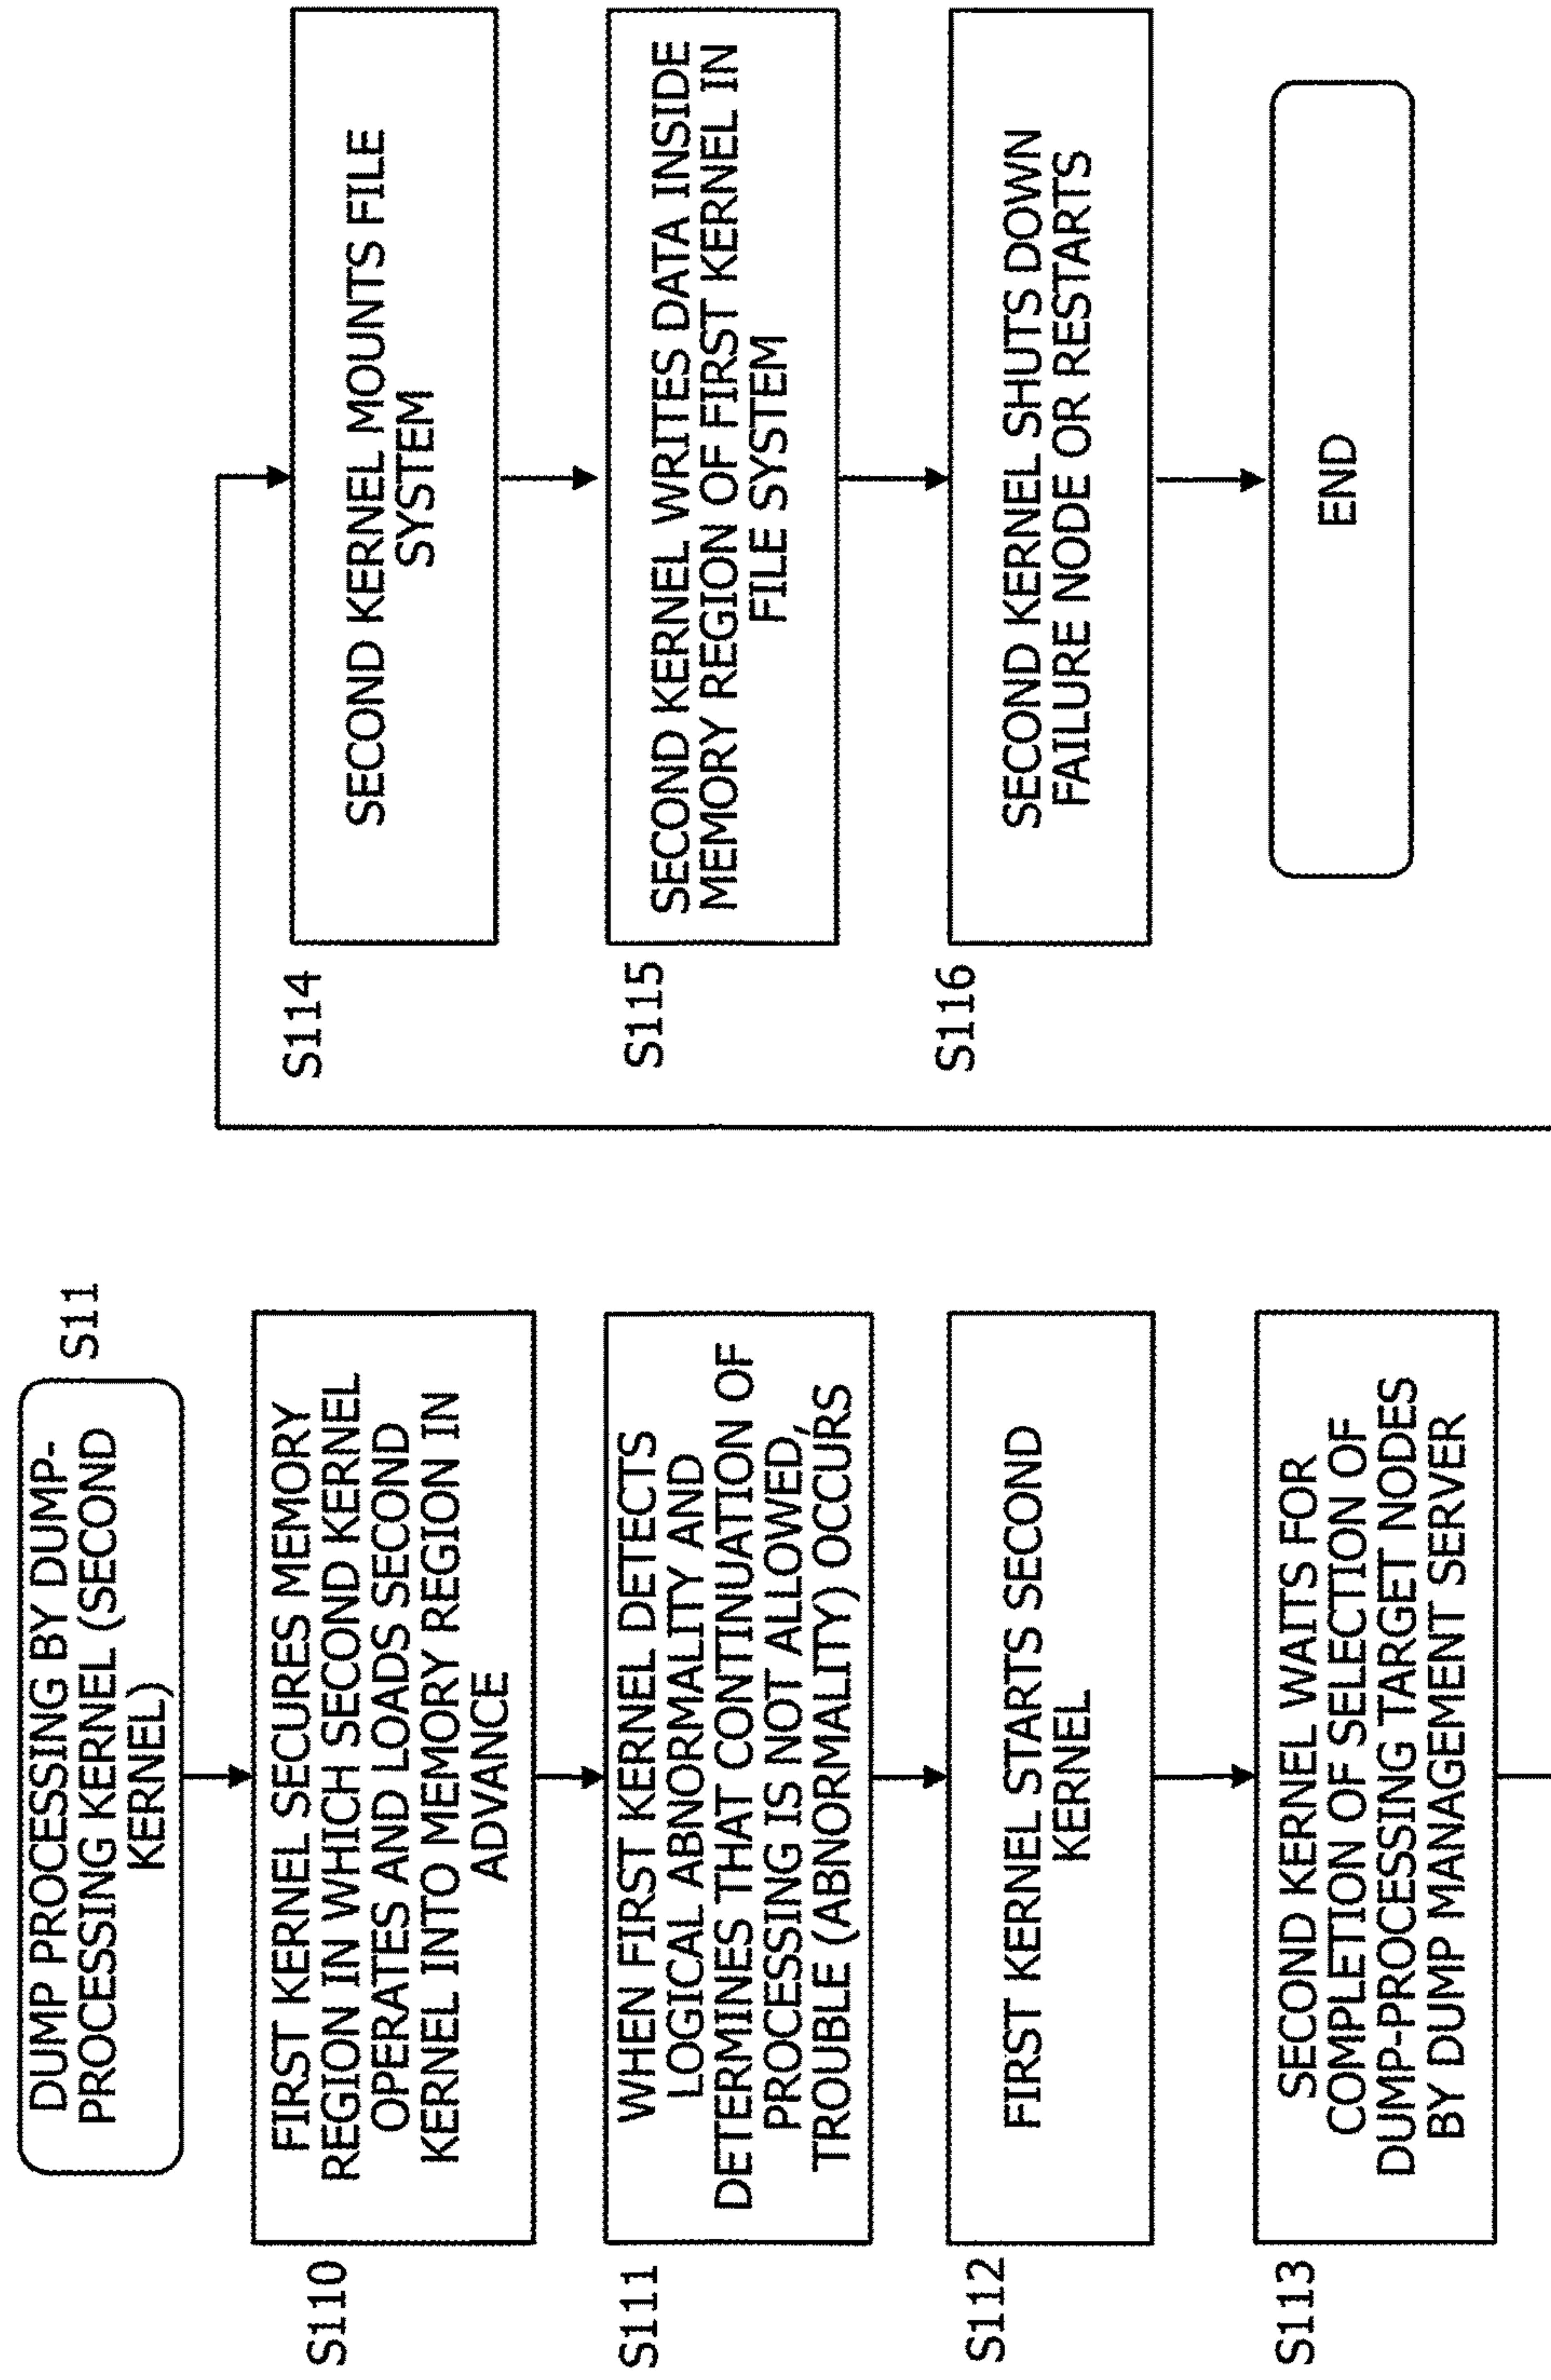 DUMP PROCESSING BY DUMP-
PROCESSING KERNEL (SECOND
KERNEL)
S11
S110
FIRST KERNEL SECURES MEMORY
REGION IN WHICH SECOND KERNEL
OPERATES AND LOADS SECOND
KERNEL INTO MEMORY REGION IN
ADVANCE
S111
WHEN FIRST KERNEL DETECTS
LOGICAL ABNORMALITY AND
DETERMINES THAT CONTINUATION OF
PROCESSING IS NOT ALLOWED,
TROUBLE (ABNORMALITY) OCCURS
S112
FIRST KERNEL STARTS SECOND
KERNEL
S113
SECOND KERNEL WAITS FOR
COMPLETION OF SELECTION OF
DUMP-PROCESSING TARGET NODES
BY DUMP MANAGEMENT SERVER
S114
SECOND KERNEL MOUNTS FILE
SYSTEM
S115
SECOND KERNEL WRITES DATA INSIDE
MEMORY REGION OF FIRST KERNEL IN
FILE SYSTEM
S116
SECOND KERNEL SHUTS DOWN
FAILURE NODE OR RESTARTS
END